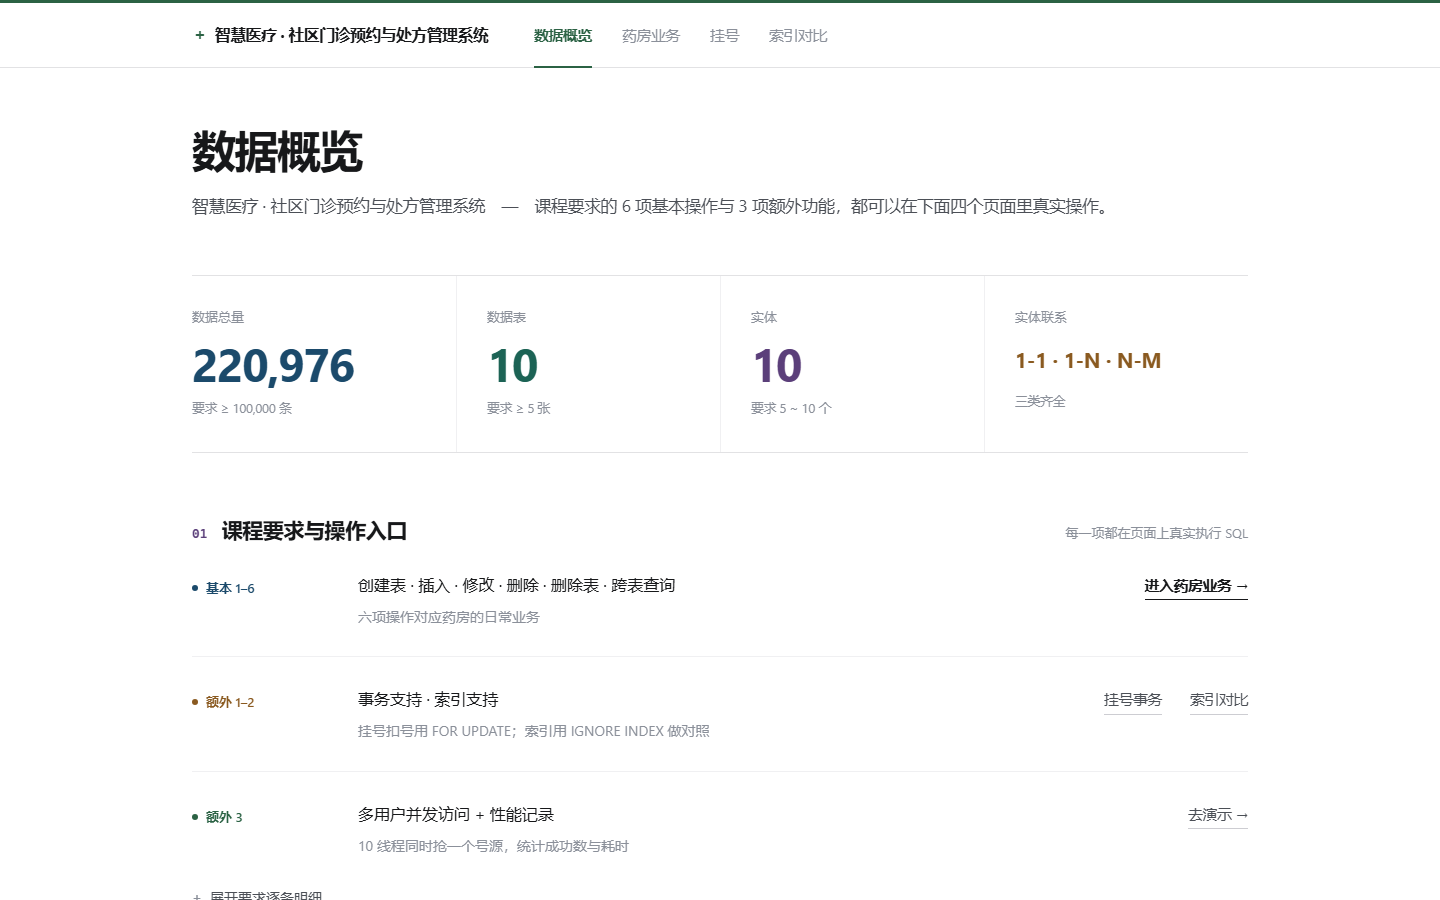 + 智慧医疗 · 社区门诊预约与处方管理系统 数据概览 药房业务 挂号 索引对比
数据概览
智慧医疗 · 社区门诊预约与处方管理系统 — 课程要求的 6 项基本操作与 3 项额外功能，都可以在下面四个页面里真实操作。
数据总量
220,976
要求 ≥ 100,000 条
数据表
10
要求 ≥ 5 张
实体
10
要求 5 ~ 10 个
实体联系
1-1 · 1-N · N-M
三类齐全
01 课程要求与操作入口 每一项都在页面上真实执行 SQL
基本 1–6 创建表 · 插入 · 修改 · 删除 · 删除表 · 跨表查询 进入药房业务 →
六项操作对应药房的日常业务
额外 1–2 事务支持 · 索引支持 挂号事务 索引对比
挂号扣号用 FOR UPDATE；索引用 IGNORE INDEX 做对照
额外 3 多用户并发访问 + 性能记录 去演示 →
10 线程同时抢一个号源，统计成功数与耗时
+ 展开要求逐条明细